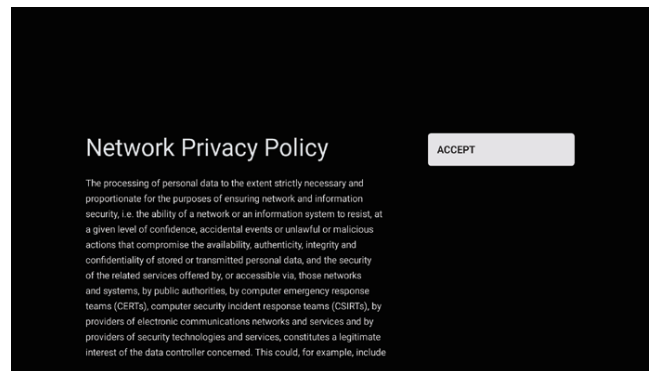 Network Privacy Policy
ACCEPT
The processing of personal data to the extent strictly necessary and
proportionate for the purposes of ensuring network and information
security, i.e. the ability of a network or an information system to resist, at
a given level of confidence, accidental events or unlawful or malicious
actions that compromise the availability, authenticity, integrity and
confidentiality of stored or transmitted personal data, and the security
of the related services offered by, or accessible via, those networks
and systems, by public authorities, by computer emergency response
teams (CERTs), computer security incident response teams (CSIRTs), by
providers of electronic communications networks and services and by
providers of security technologies and services, constitutes a legitimate
interest of the data controller concerned. This could, for example, include